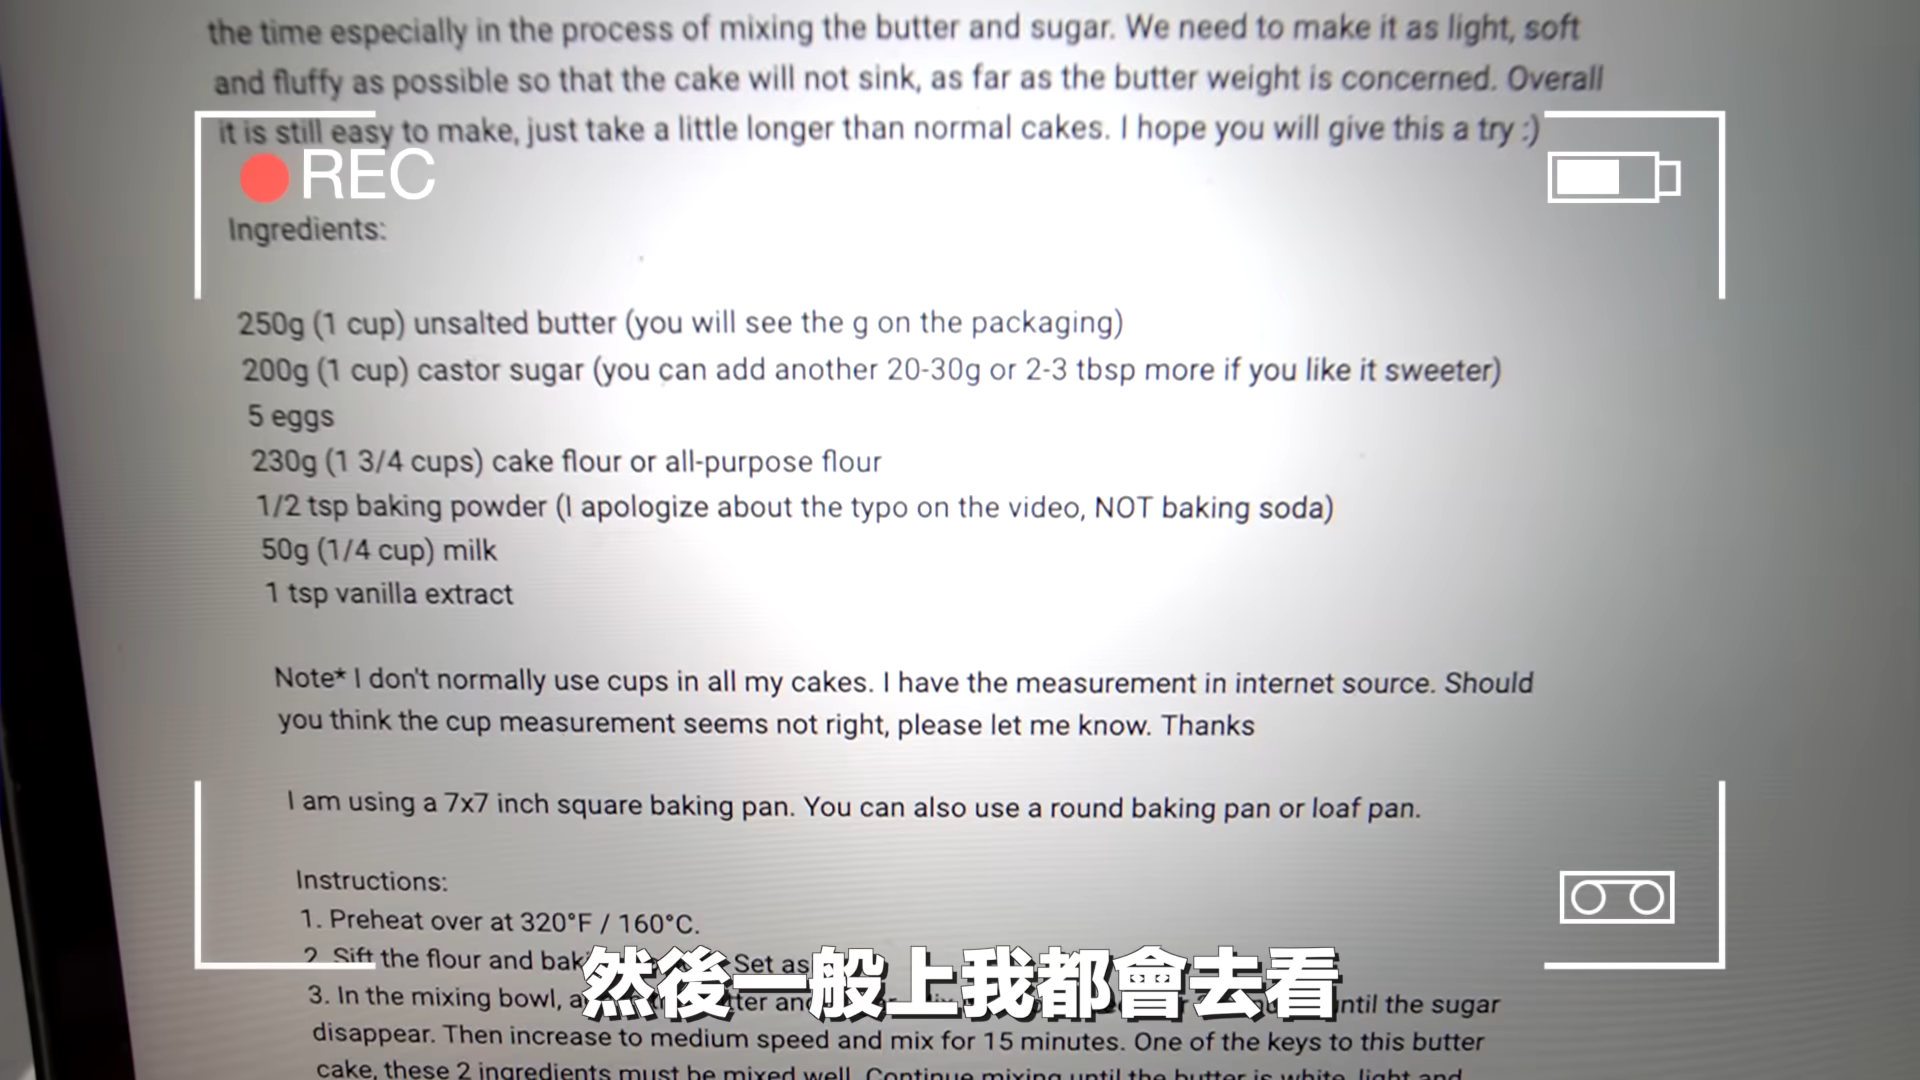 the time especially in the process of mixing the butter and sugar. We need to make it as light, soft
and fluffy as possible so that the cake will not sink, as far as the butter weight is concerned. Overall
it is still easy to make, just take a little longer than normal cakes. I hope you will give this a try :)
REC
Ingredients:
250g (1 cup) unsalted butter (you will see the g on the packaging)
200g (1 cup) castor sugar (you can add another 20-30g or 2-3 tbsp more if you like it sweeter)
5 eggs
230g (1 3/4 cups) cake flour or all-purpose flour
1/2 tsp baking powder (I apologize about the typo on the video, NOT baking soda)
50g (1/4 cup) milk
1 tsp vanilla extract
Note* I don't normally use cups in all my cakes. I have the measurement in internet source. Should
you think the cup measurement seems not right, please let me know. Thanks
I am using a 7x7 inch square baking pan. You can also use a round baking pan or loaf pan.
Instructions:
1. Preheat over at 320°F / 160°C.
2. Sift the flour and Set
3. In the mixing bowl, until the sugar
然後一般上我都會去看
disappear. Then increase to medium speed and mix for 15 minutes. One of the keys to this butter
cake, these 2 ingredients must be mixed well. Continue mixing until the butter is white, light and